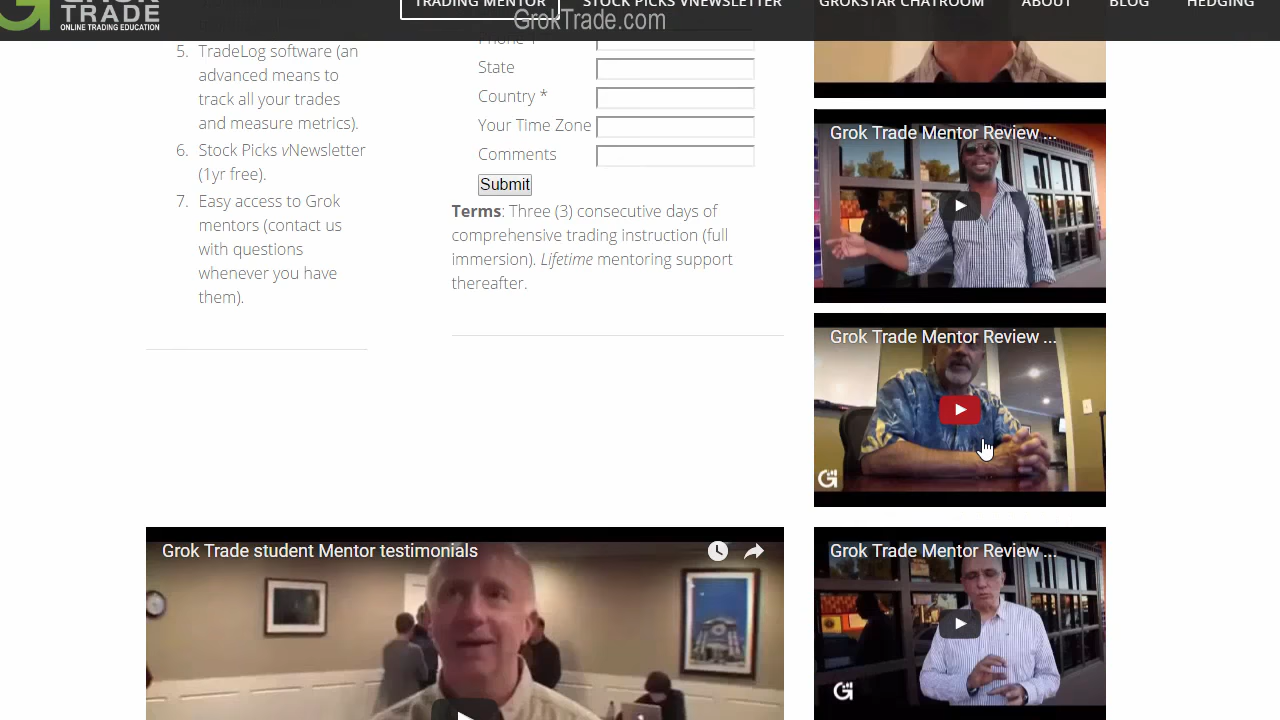 TRADE
ONLINE TRADING EDUCATION
TRADING MENTOR
STOCK PICKS VNEWSLETTER
GROKSTAR CHATROOM
ABOUT
BLOG
HEDGING
GrokTrade.com
5. TradeLog software (an
advanced means to
track all your trades
and measure metrics).
6. Stock Picks vNewsletter
(1yr free).
7. Easy access to Grok
mentors (contact us
with questions
whenever you have
them).
State
Country *
Your Time Zone
Comments
Submit
Terms: Three (3) consecutive days of
comprehensive trading instruction (full
immersion). Lifetime mentoring support
thereafter.
Grok Trade Mentor Review ...
Grok Trade Mentor Review ...
Grok Trade student Mentor testimonials
Grok Trade Mentor Review ...